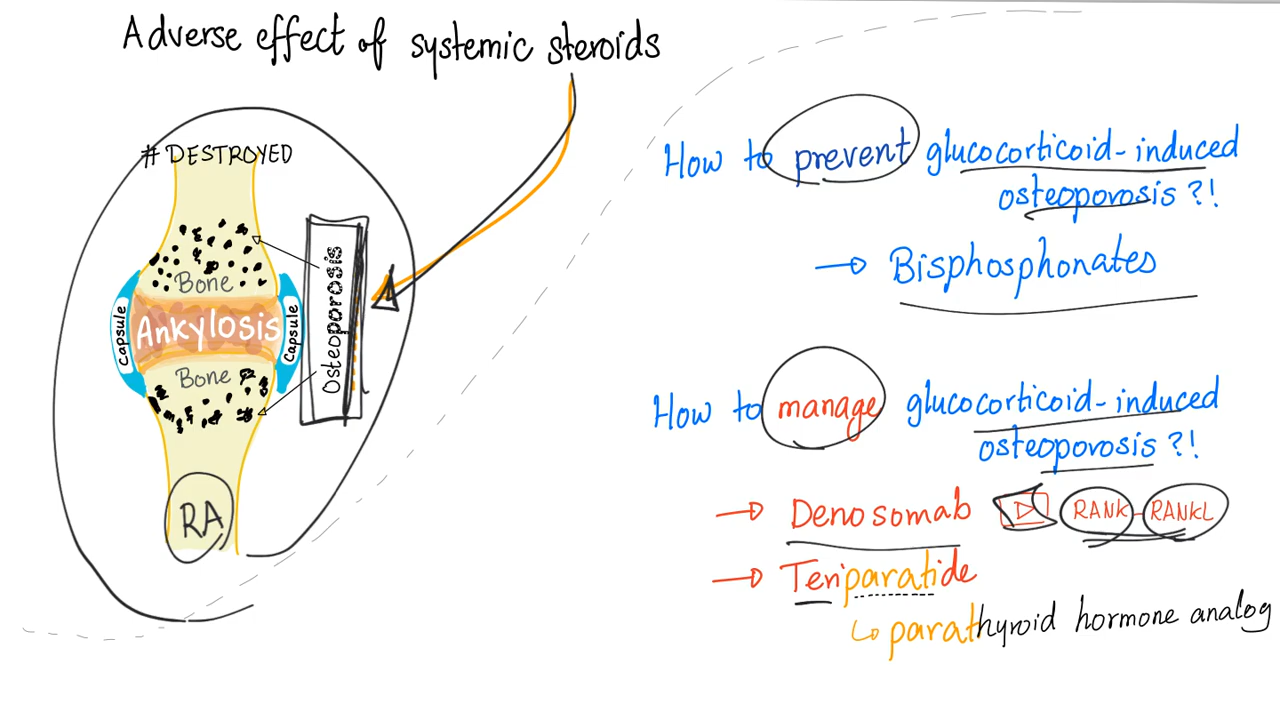 Adverse effect of systemic steroids
# DESTROYED
Bone
Capsule
Ankylosis
Capsule
Osteoporosis
Bone
RA
How to prevent glucocorticoid-induced
osteoporosis ?!
Bisphosphonates
How to manage glucocorticoid-induced
osteoporosis ?!
Denosomab RANK-RANKL
Teriparatide
parathyroid hormone analog